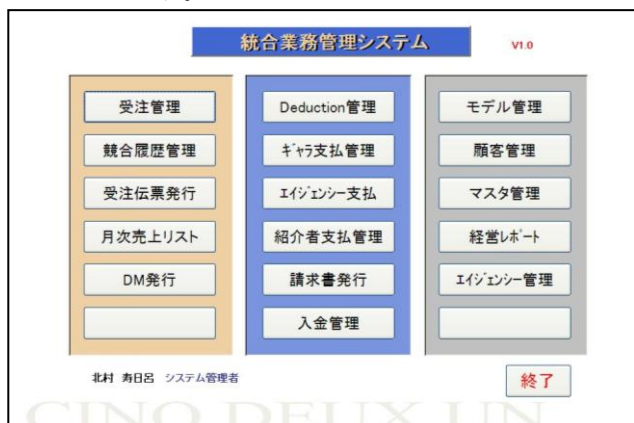 統合業務管理システム
V1.0
受注管理
競合履歴管理
受注伝票発行
月次売上リスト
DM発行
Deduction管理
ｷﾞｬﾗ支払管理
ｴｲｼﾞｪﾝｼｰ支払
紹介者支払管理
請求書発行
入金管理
モデル管理
顧客管理
マスタ管理
経営ﾚﾎﾟｰﾄ
ｴｲｼﾞｪﾝｼｰ管理
北村 寿日呂 システム管理者
終了
CINQ DEUX UN